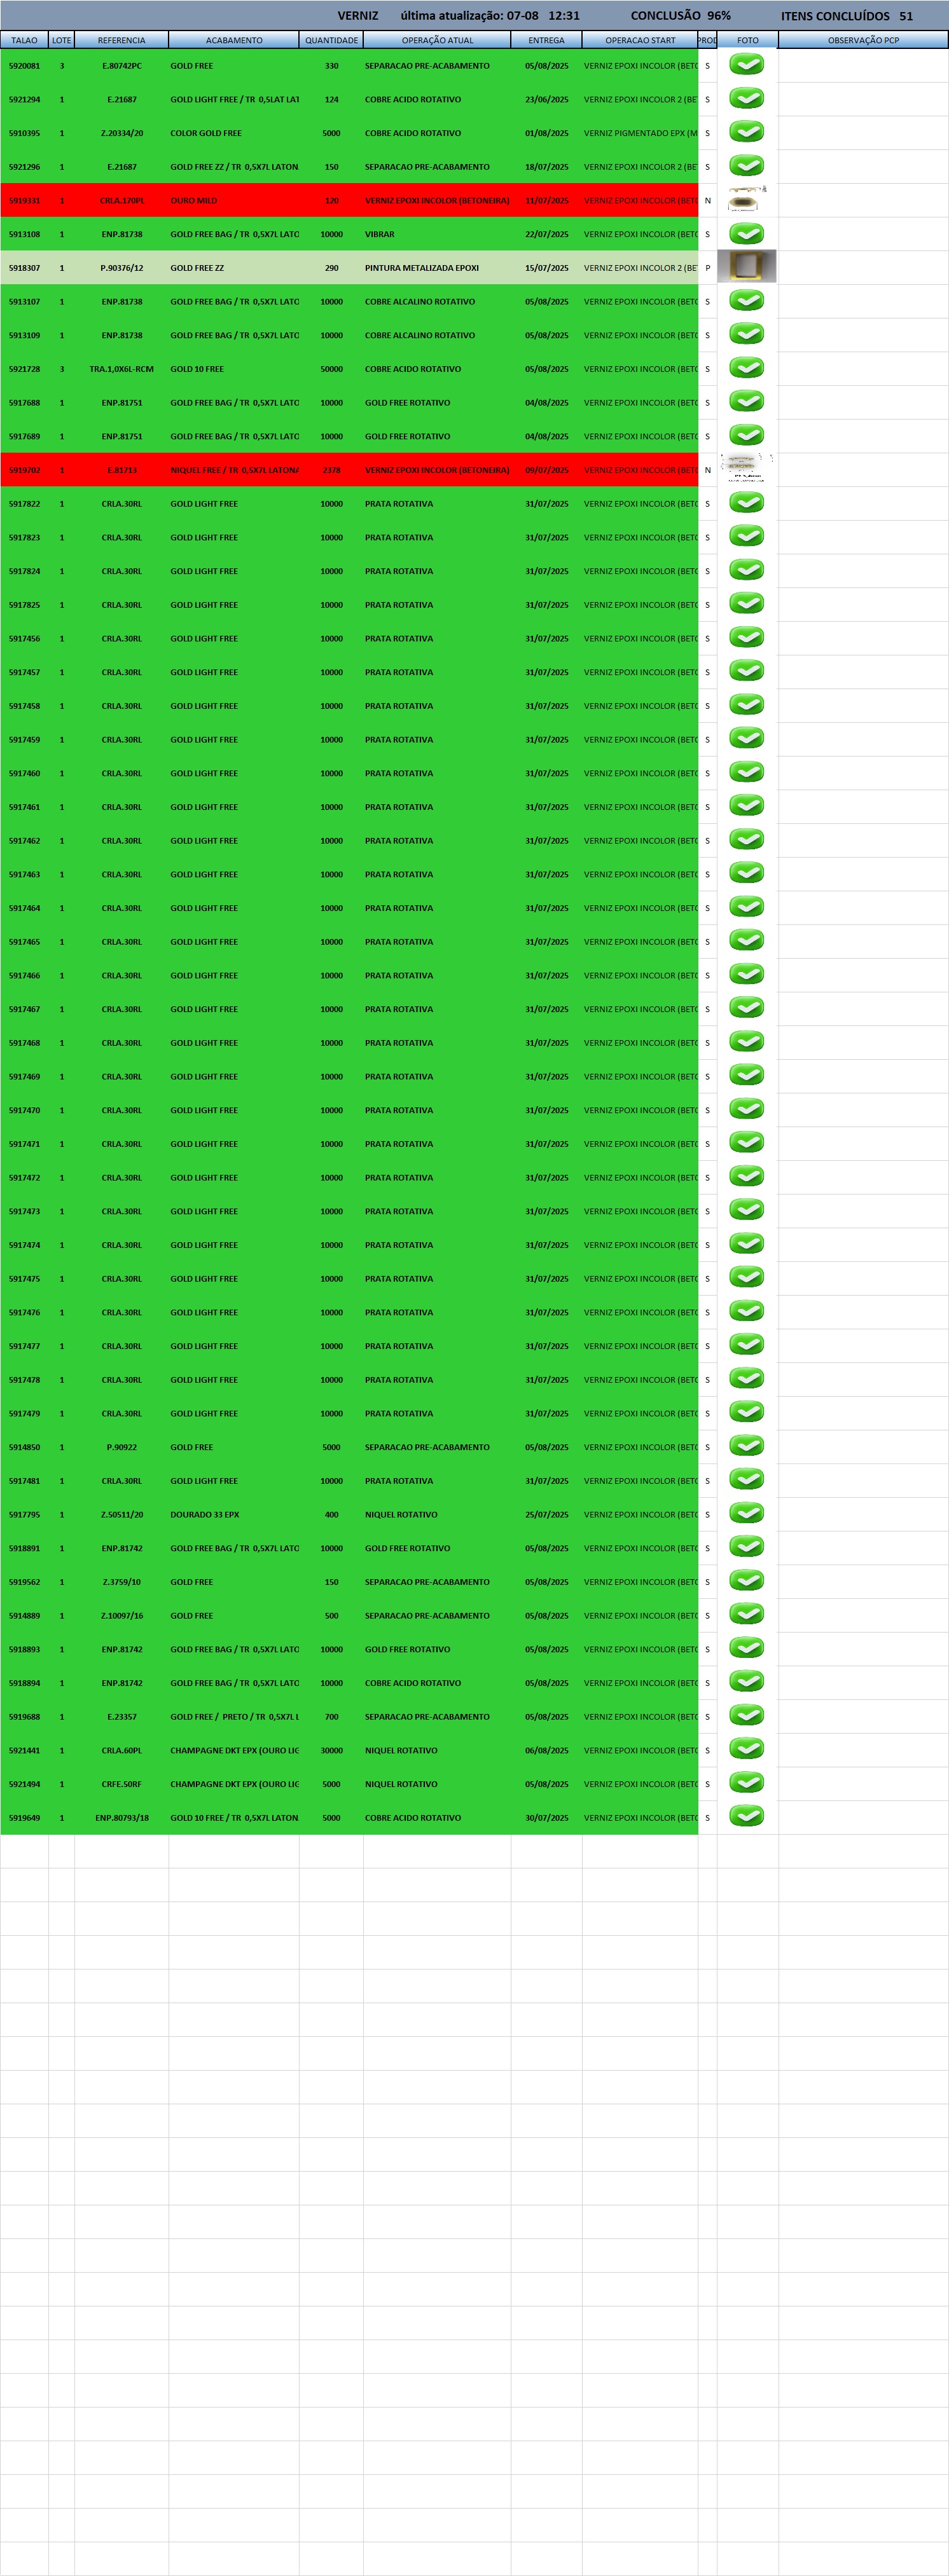 VERNIZ última atualização: 07-08 12:31 CONCLUSÃO 96% ITENS CONCLUÍDOS 51
TALAO LOTE REFERENCIA ACABAMENTO QUANTIDADE OPERAÇÃO ATUAL ENTREGA OPERACAO START PROD FOTO OBSERVAÇÃO PCP
5920081 3 E.80742PC GOLD FREE 330 SEPARACAO PRE-ACABAMENTO 05/08/2025 VERNIZ EPOXI INCOLOR (BETO S
5921294 1 E.21687 GOLD LIGHT FREE / TR 0,5LAT LAT 124 COBRE ACIDO ROTATIVO 23/06/2025 VERNIZ EPOXI INCOLOR 2 (BE S
5910395 1 Z.20334/20 COLOR GOLD FREE 5000 COBRE ACIDO ROTATIVO 01/08/2025 VERNIZ PIGMENTADO EPX (M S
5921296 1 E.21687 GOLD FREE ZZ / TR 0,5X7L LATON 150 SEPARACAO PRE-ACABAMENTO 18/07/2025 VERNIZ EPOXI INCOLOR 2 (BE S
5919331 1 CRLA.170PL OURO MILD 120 VERNIZ EPOXI INCOLOR (BETONEIRA) 11/07/2025 VERNIZ EPOXI INCOLOR (BETO N
5913108 1 ENP.81738 GOLD FREE BAG / TR 0,5X7L LATO 10000 VIBRAR 22/07/2025 VERNIZ EPOXI INCOLOR (BETO S
5918307 1 P.90376/12 GOLD FREE ZZ 290 PINTURA METALIZADA EPOXI 15/07/2025 VERNIZ EPOXI INCOLOR 2 (BE P
5913107 1 ENP.81738 GOLD FREE BAG / TR 0,5X7L LATO 10000 COBRE ALCALINO ROTATIVO 05/08/2025 VERNIZ EPOXI INCOLOR (BETO S
5913109 1 ENP.81738 GOLD FREE BAG / TR 0,5X7L LATO 10000 COBRE ALCALINO ROTATIVO 05/08/2025 VERNIZ EPOXI INCOLOR (BETO S
5921728 3 TRA.1,0X6L-RCM GOLD 10 FREE 50000 COBRE ACIDO ROTATIVO 05/08/2025 VERNIZ EPOXI INCOLOR (BETO S
5917688 1 ENP.81751 GOLD FREE BAG / TR 0,5X7L LATO 10000 GOLD FREE ROTATIVO 04/08/2025 VERNIZ EPOXI INCOLOR (BETO S
5917689 1 ENP.81751 GOLD FREE BAG / TR 0,5X7L LATO 10000 GOLD FREE ROTATIVO 04/08/2025 VERNIZ EPOXI INCOLOR (BETO S
5919702 1 E.81713 NIQUEL FREE / TR 0,5X7L LATONA 2378 VERNIZ EPOXI INCOLOR (BETONEIRA) 09/07/2025 VERNIZ EPOXI INCOLOR (BETO N
5917822 1 CRLA.30RL GOLD LIGHT FREE 10000 PRATA ROTATIVA 31/07/2025 VERNIZ EPOXI INCOLOR (BETO S
5917823 1 CRLA.30RL GOLD LIGHT FREE 10000 PRATA ROTATIVA 31/07/2025 VERNIZ EPOXI INCOLOR (BETO S
5917824 1 CRLA.30RL GOLD LIGHT FREE 10000 PRATA ROTATIVA 31/07/2025 VERNIZ EPOXI INCOLOR (BETO S
5917825 1 CRLA.30RL GOLD LIGHT FREE 10000 PRATA ROTATIVA 31/07/2025 VERNIZ EPOXI INCOLOR (BETO S
5917456 1 CRLA.30RL GOLD LIGHT FREE 10000 PRATA ROTATIVA 31/07/2025 VERNIZ EPOXI INCOLOR (BETO S
5917457 1 CRLA.30RL GOLD LIGHT FREE 10000 PRATA ROTATIVA 31/07/2025 VERNIZ EPOXI INCOLOR (BETO S
5917458 1 CRLA.30RL GOLD LIGHT FREE 10000 PRATA ROTATIVA 31/07/2025 VERNIZ EPOXI INCOLOR (BETO S
5917459 1 CRLA.30RL GOLD LIGHT FREE 10000 PRATA ROTATIVA 31/07/2025 VERNIZ EPOXI INCOLOR (BETO S
5917460 1 CRLA.30RL GOLD LIGHT FREE 10000 PRATA ROTATIVA 31/07/2025 VERNIZ EPOXI INCOLOR (BETO S
5917461 1 CRLA.30RL GOLD LIGHT FREE 10000 PRATA ROTATIVA 31/07/2025 VERNIZ EPOXI INCOLOR (BETO S
5917462 1 CRLA.30RL GOLD LIGHT FREE 10000 PRATA ROTATIVA 31/07/2025 VERNIZ EPOXI INCOLOR (BETO S
5917463 1 CRLA.30RL GOLD LIGHT FREE 10000 PRATA ROTATIVA 31/07/2025 VERNIZ EPOXI INCOLOR (BETO S
5917464 1 CRLA.30RL GOLD LIGHT FREE 10000 PRATA ROTATIVA 31/07/2025 VERNIZ EPOXI INCOLOR (BETO S
5917465 1 CRLA.30RL GOLD LIGHT FREE 10000 PRATA ROTATIVA 31/07/2025 VERNIZ EPOXI INCOLOR (BETO S
5917466 1 CRLA.30RL GOLD LIGHT FREE 10000 PRATA ROTATIVA 31/07/2025 VERNIZ EPOXI INCOLOR (BETO S
5917467 1 CRLA.30RL GOLD LIGHT FREE 10000 PRATA ROTATIVA 31/07/2025 VERNIZ EPOXI INCOLOR (BETO S
5917468 1 CRLA.30RL GOLD LIGHT FREE 10000 PRATA ROTATIVA 31/07/2025 VERNIZ EPOXI INCOLOR (BETO S
5917469 1 CRLA.30RL GOLD LIGHT FREE 10000 PRATA ROTATIVA 31/07/2025 VERNIZ EPOXI INCOLOR (BETO S
5917470 1 CRLA.30RL GOLD LIGHT FREE 10000 PRATA ROTATIVA 31/07/2025 VERNIZ EPOXI INCOLOR (BETO S
5917471 1 CRLA.30RL GOLD LIGHT FREE 10000 PRATA ROTATIVA 31/07/2025 VERNIZ EPOXI INCOLOR (BETO S
5917472 1 CRLA.30RL GOLD LIGHT FREE 10000 PRATA ROTATIVA 31/07/2025 VERNIZ EPOXI INCOLOR (BETO S
5917473 1 CRLA.30RL GOLD LIGHT FREE 10000 PRATA ROTATIVA 31/07/2025 VERNIZ EPOXI INCOLOR (BETO S
5917474 1 CRLA.30RL GOLD LIGHT FREE 10000 PRATA ROTATIVA 31/07/2025 VERNIZ EPOXI INCOLOR (BETO S
5917475 1 CRLA.30RL GOLD LIGHT FREE 10000 PRATA ROTATIVA 31/07/2025 VERNIZ EPOXI INCOLOR (BETO S
5917476 1 CRLA.30RL GOLD LIGHT FREE 10000 PRATA ROTATIVA 31/07/2025 VERNIZ EPOXI INCOLOR (BETO S
5917477 1 CRLA.30RL GOLD LIGHT FREE 10000 PRATA ROTATIVA 31/07/2025 VERNIZ EPOXI INCOLOR (BETO S
5917478 1 CRLA.30RL GOLD LIGHT FREE 10000 PRATA ROTATIVA 31/07/2025 VERNIZ EPOXI INCOLOR (BETO S
5917479 1 CRLA.30RL GOLD LIGHT FREE 10000 PRATA ROTATIVA 31/07/2025 VERNIZ EPOXI INCOLOR (BETO S
5914850 1 P.90922 GOLD FREE 5000 SEPARACAO PRE-ACABAMENTO 05/08/2025 VERNIZ EPOXI INCOLOR (BETO S
5917481 1 CRLA.30RL GOLD LIGHT FREE 10000 PRATA ROTATIVA 31/07/2025 VERNIZ EPOXI INCOLOR (BETO S
5917795 1 Z.50511/20 DOURADO 33 EPX 400 NIQUEL ROTATIVO 25/07/2025 VERNIZ EPOXI INCOLOR (BETO S
5918891 1 ENP.81742 GOLD FREE BAG / TR 0,5X7L LATO 10000 GOLD FREE ROTATIVO 05/08/2025 VERNIZ EPOXI INCOLOR (BETO S
5919562 1 Z.3759/10 GOLD FREE 150 SEPARACAO PRE-ACABAMENTO 05/08/2025 VERNIZ EPOXI INCOLOR (BETO S
5914889 1 Z.10097/16 GOLD FREE 500 SEPARACAO PRE-ACABAMENTO 05/08/2025 VERNIZ EPOXI INCOLOR (BETO S
5918893 1 ENP.81742 GOLD FREE BAG / TR 0,5X7L LATO 10000 GOLD FREE ROTATIVO 05/08/2025 VERNIZ EPOXI INCOLOR (BETO S
5918894 1 ENP.81742 GOLD FREE BAG / TR 0,5X7L LATO 10000 COBRE ACIDO ROTATIVO 05/08/2025 VERNIZ EPOXI INCOLOR (BETO S
5919688 1 E.23357 GOLD FREE / PRETO / TR 0,5X7L L 700 SEPARACAO PRE-ACABAMENTO 05/08/2025 VERNIZ EPOXI INCOLOR (BETO S
5921441 1 CRLA.60PL CHAMPAGNE DKT EPX (OURO LIG 30000 NIQUEL ROTATIVO 06/08/2025 VERNIZ EPOXI INCOLOR (BETO S
5921494 1 CRFE.50RF CHAMPAGNE DKT EPX (OURO LIG 5000 NIQUEL ROTATIVO 05/08/2025 VERNIZ EPOXI INCOLOR (BETO S
5919649 1 ENP.80793/18 GOLD 10 FREE / TR 0,5X7L LATON 5000 COBRE ACIDO ROTATIVO 30/07/2025 VERNIZ EPOXI INCOLOR (BETO S